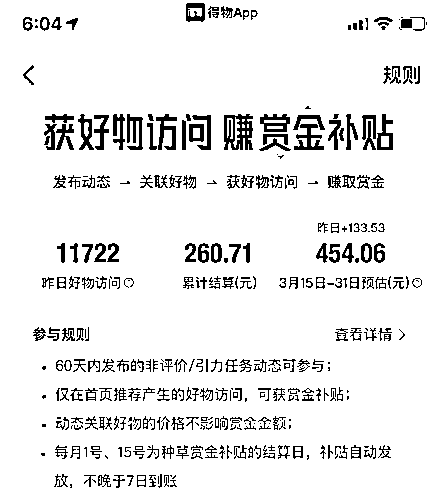 得物App
6:04
规则
获好物访问 赚赏金补贴
发布动态 → 关联好物 → 获好物访问 → 赚取赏金
昨日+133.53
11722 260.71 454.06
昨日好物访问 累计结算(元) 3月15日-31日预估(元)
参与规则 查看详情 >
• 60天内发布的非评价/引力任务动态可参与；
• 仅在首页推荐产生的好物访问，可获赏金补贴；
• 动态关联好物的价格不影响赏金金额；
• 每月1号、15号为种草赏金补贴的结算日，补贴自动发
放，不晚于7日到账